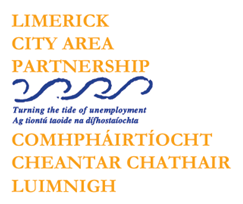 LIMERICK
CITY AREA
PARTNERSHIP
Turning the tide of unemployment
Ag tiontú taoide na dífhostaíochta
COMHPHÁIRTÍOCHT
CHEANTAR CHATHAIR
LUIMNIGH